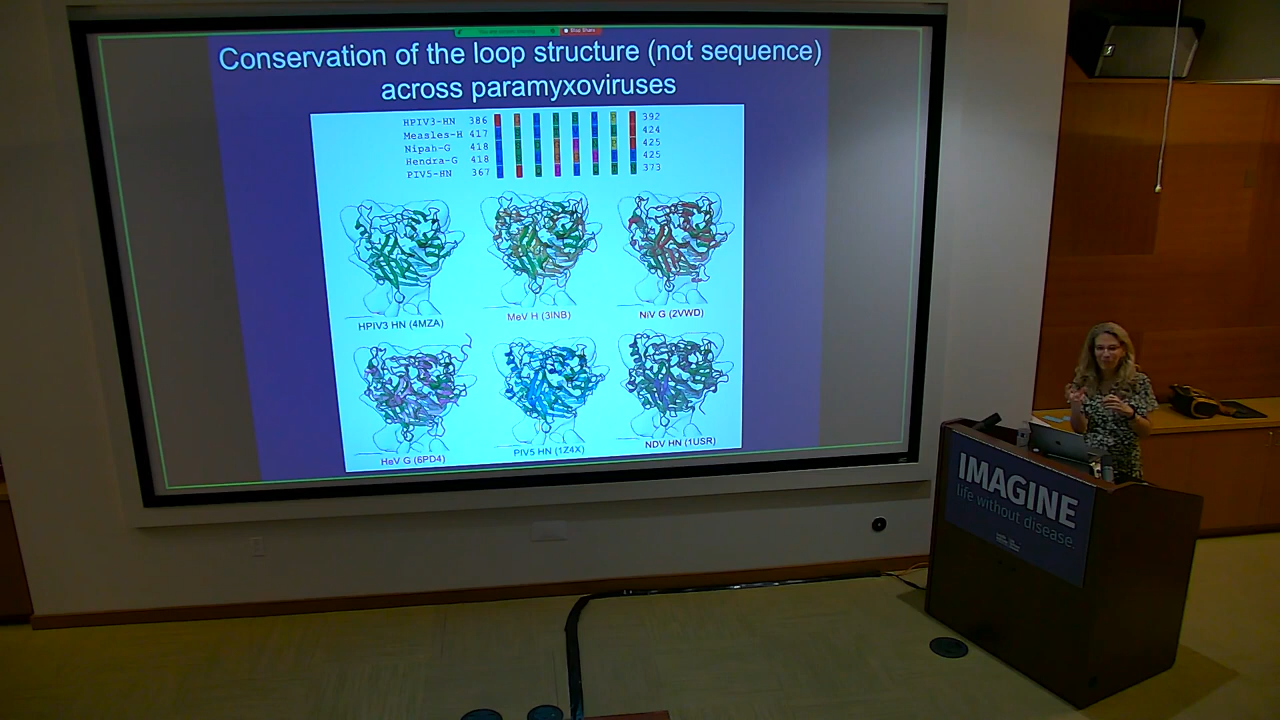 Conservation of the loop structure (not sequence)
across paramyxoviruses
HPIV3-HN 386 392
Measles-H 417 424
Nipah-G 418 425
Hendra-G 418 425
PIV5-HN 367 373
HPIV3 HN (4MZA)
MeV H (3INB)
NiV G (2VWD)
HeV G (6PD4)
PIV5 HN (1Z4X)
NDV HN (1USR)
IMAGINE
life without disease